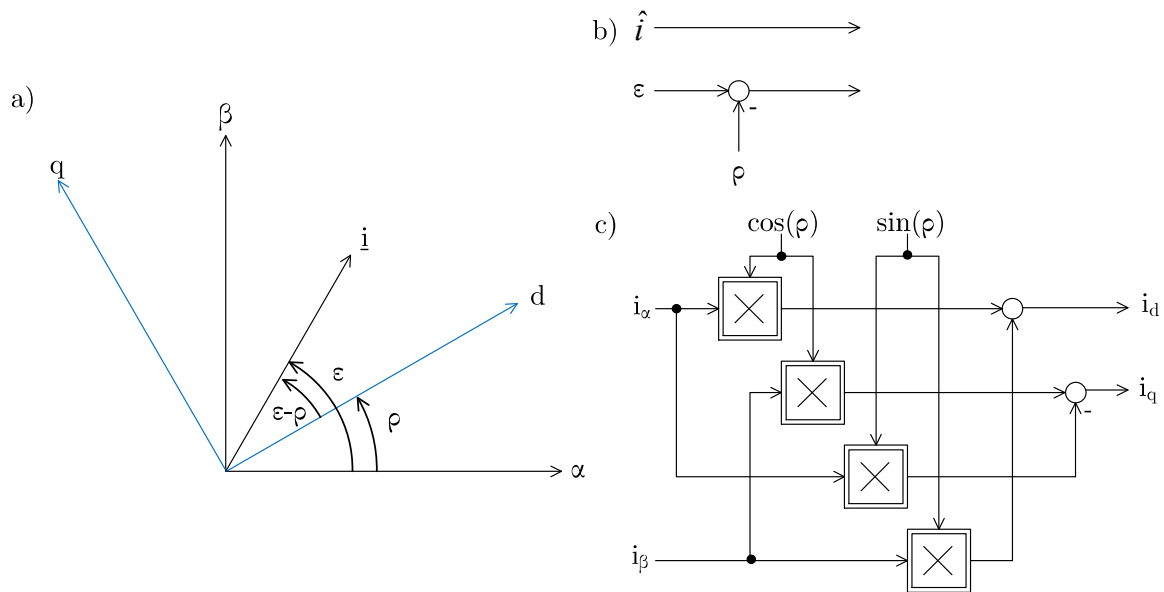 a)
β
q
i
d
ε
ε-ρ
ρ
α
b)
î
ε
-
ρ
c)
cos(ρ) sin(ρ)
iα
id
iq
-
iβ